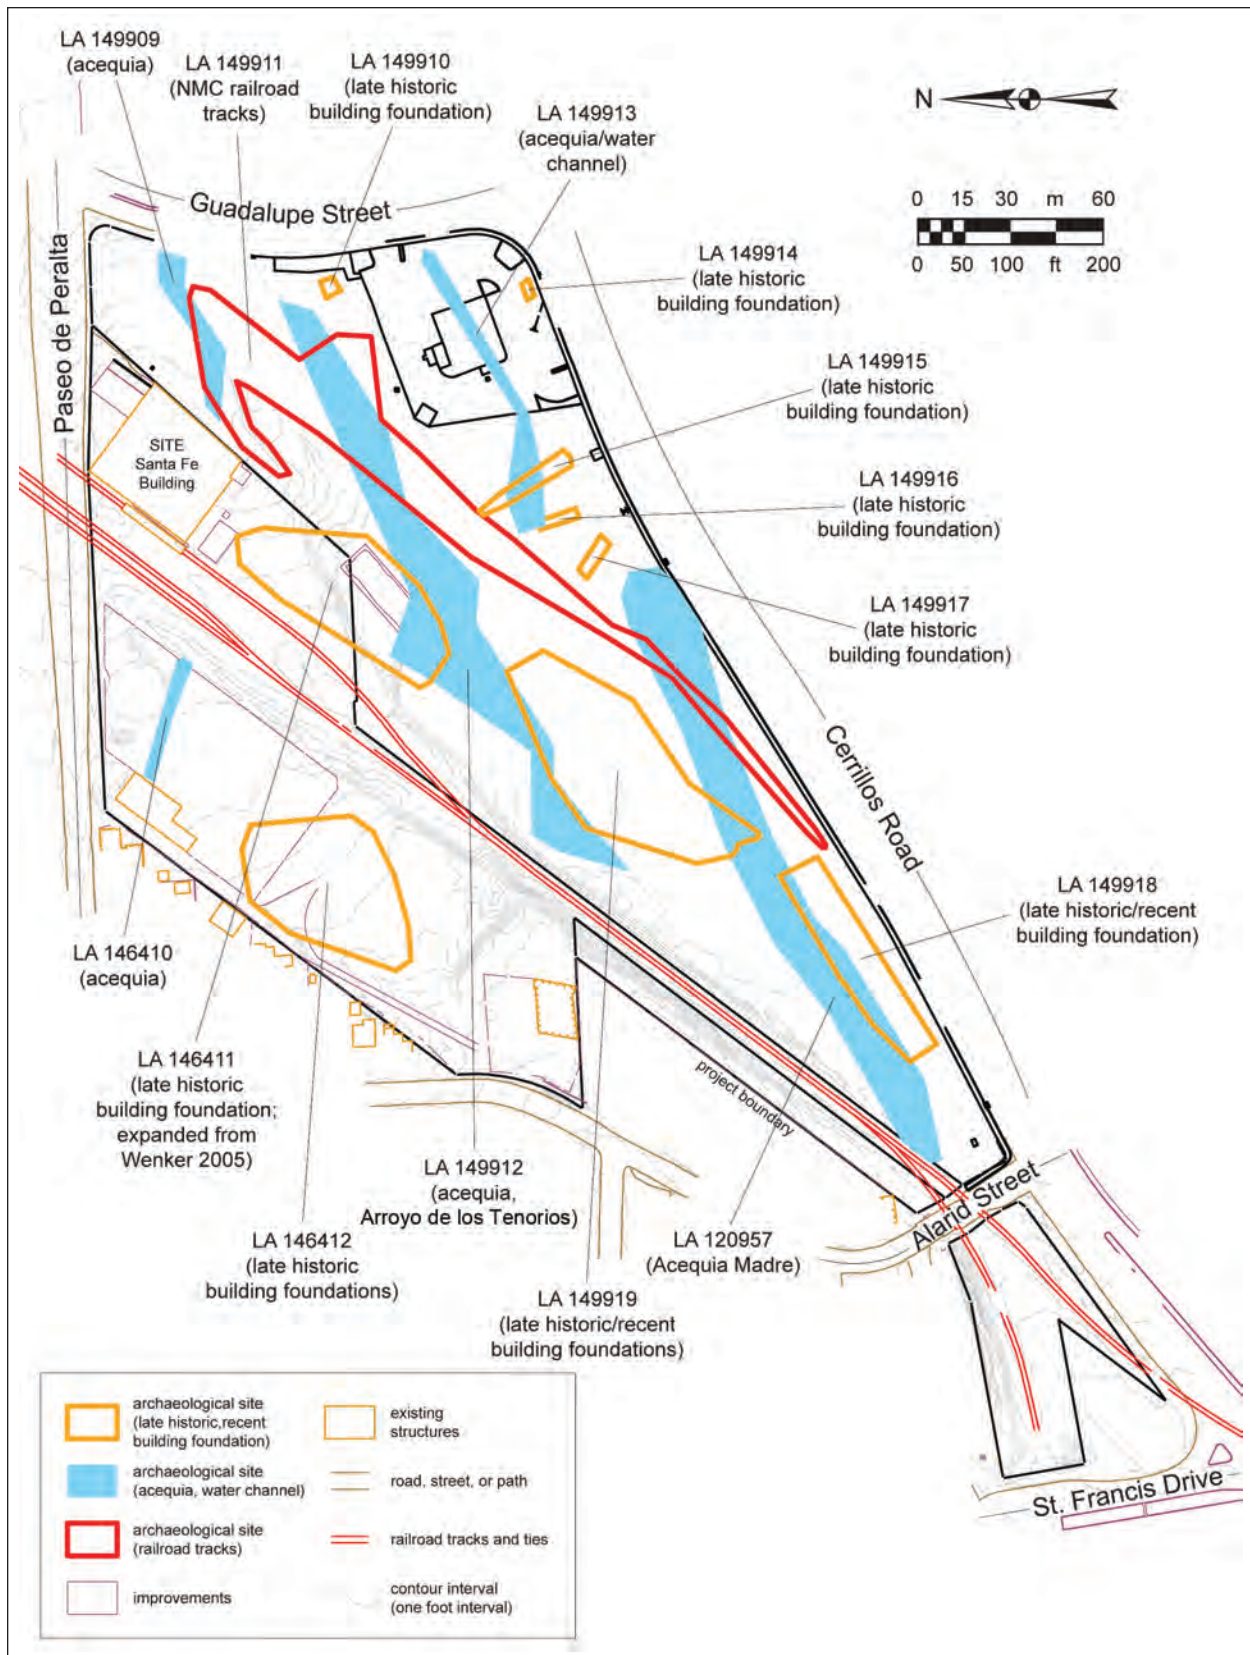 LA 149909
(acequia)
LA 149911
(NMC railroad
tracks)
LA 149910
(late historic
building foundation)
LA 149913
(acequia/water
channel)
N
0 15 30 m 60
0 50 100 ft 200
Guadalupe Street
Paseo de Peralta
LA 149914
(late historic
building foundation)
LA 149915
(late historic
building foundation)
SITE
Santa Fe
Building
LA 149916
(late historic
building foundation)
LA 149917
(late historic
building foundation)
Cerrillos Road
LA 149918
(late historic/recent
building foundation)
LA 146410
(acequia)
LA 146411
(late historic
building foundation;
expanded from
Wenker 2005)
project boundary
LA 149912
(acequia,
Arroyo de los Tenorios)
LA 146412
(late historic
building foundations)
LA 120957
(Acequia Madre)
Alarid Street
LA 149919
(late historic/recent
building foundations)
St. Francis Drive
archaeological site
(late historic,recent
building foundation)
existing
structures
archaeological site
(acequia, water channel)
road, street, or path
archaeological site
(railroad tracks)
railroad tracks and ties
improvements
contour interval
(one foot interval)